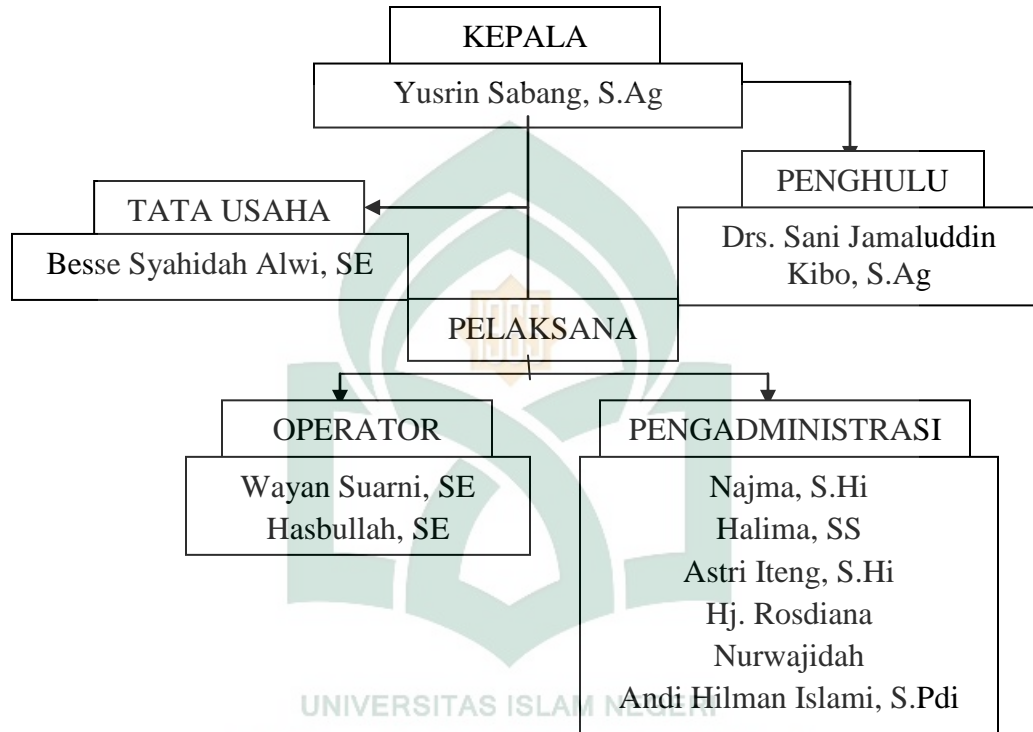 KEPALA
Yusrin Sabang, S.Ag
PENGHULU
Drs. Sani Jamaluddin
Kibo, S.Ag
TATA USAHA
Besse Syahidah Alwi, SE
PELAKSANA
OPERATOR
Wayan Suarni, SE
Hasbullah, SE
PENGADMINISTRASI
Najma, S.Hi
Halima, SS
Astri Iteng, S.Hi
Hj. Rosdiana
Nurwajidah
Andi Hilman Islami, S.Pdi
UNIVERSITAS ISLAM NEGERI